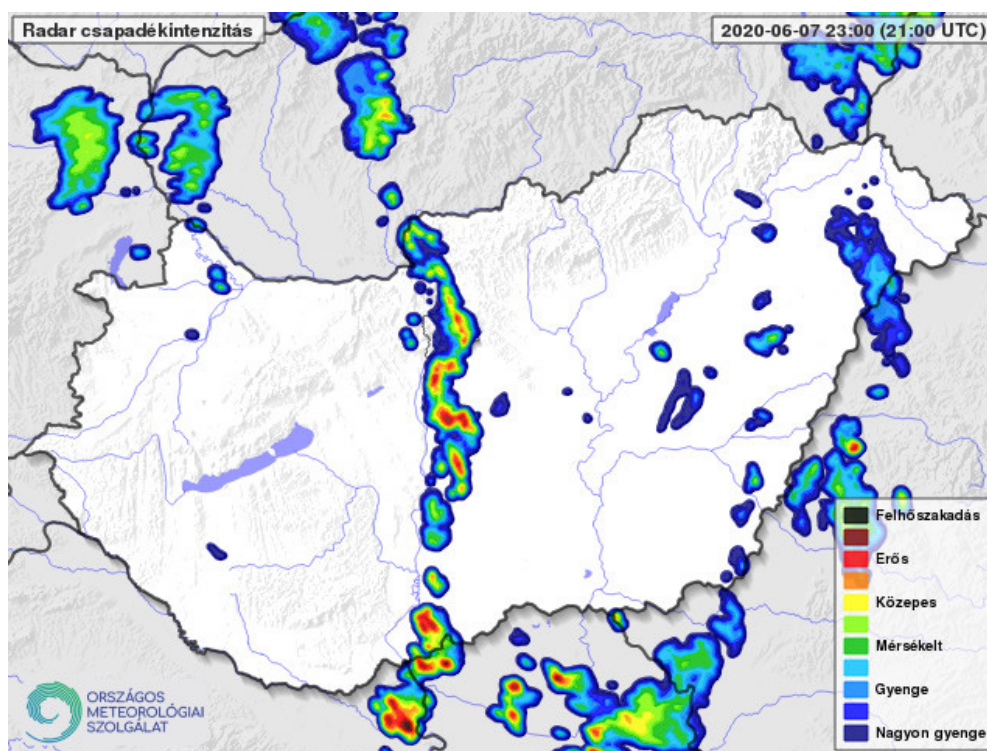 Radar csapadékintenzitás
2020-06-07 23:00 (21:00 UTC)
Felhőszakadás
Erős
Közepes
Mérsékelt
Gyenge
Nagyon gyenge
ORSZÁGOS
METEOROLÓGIAI
SZOLGÁLAT